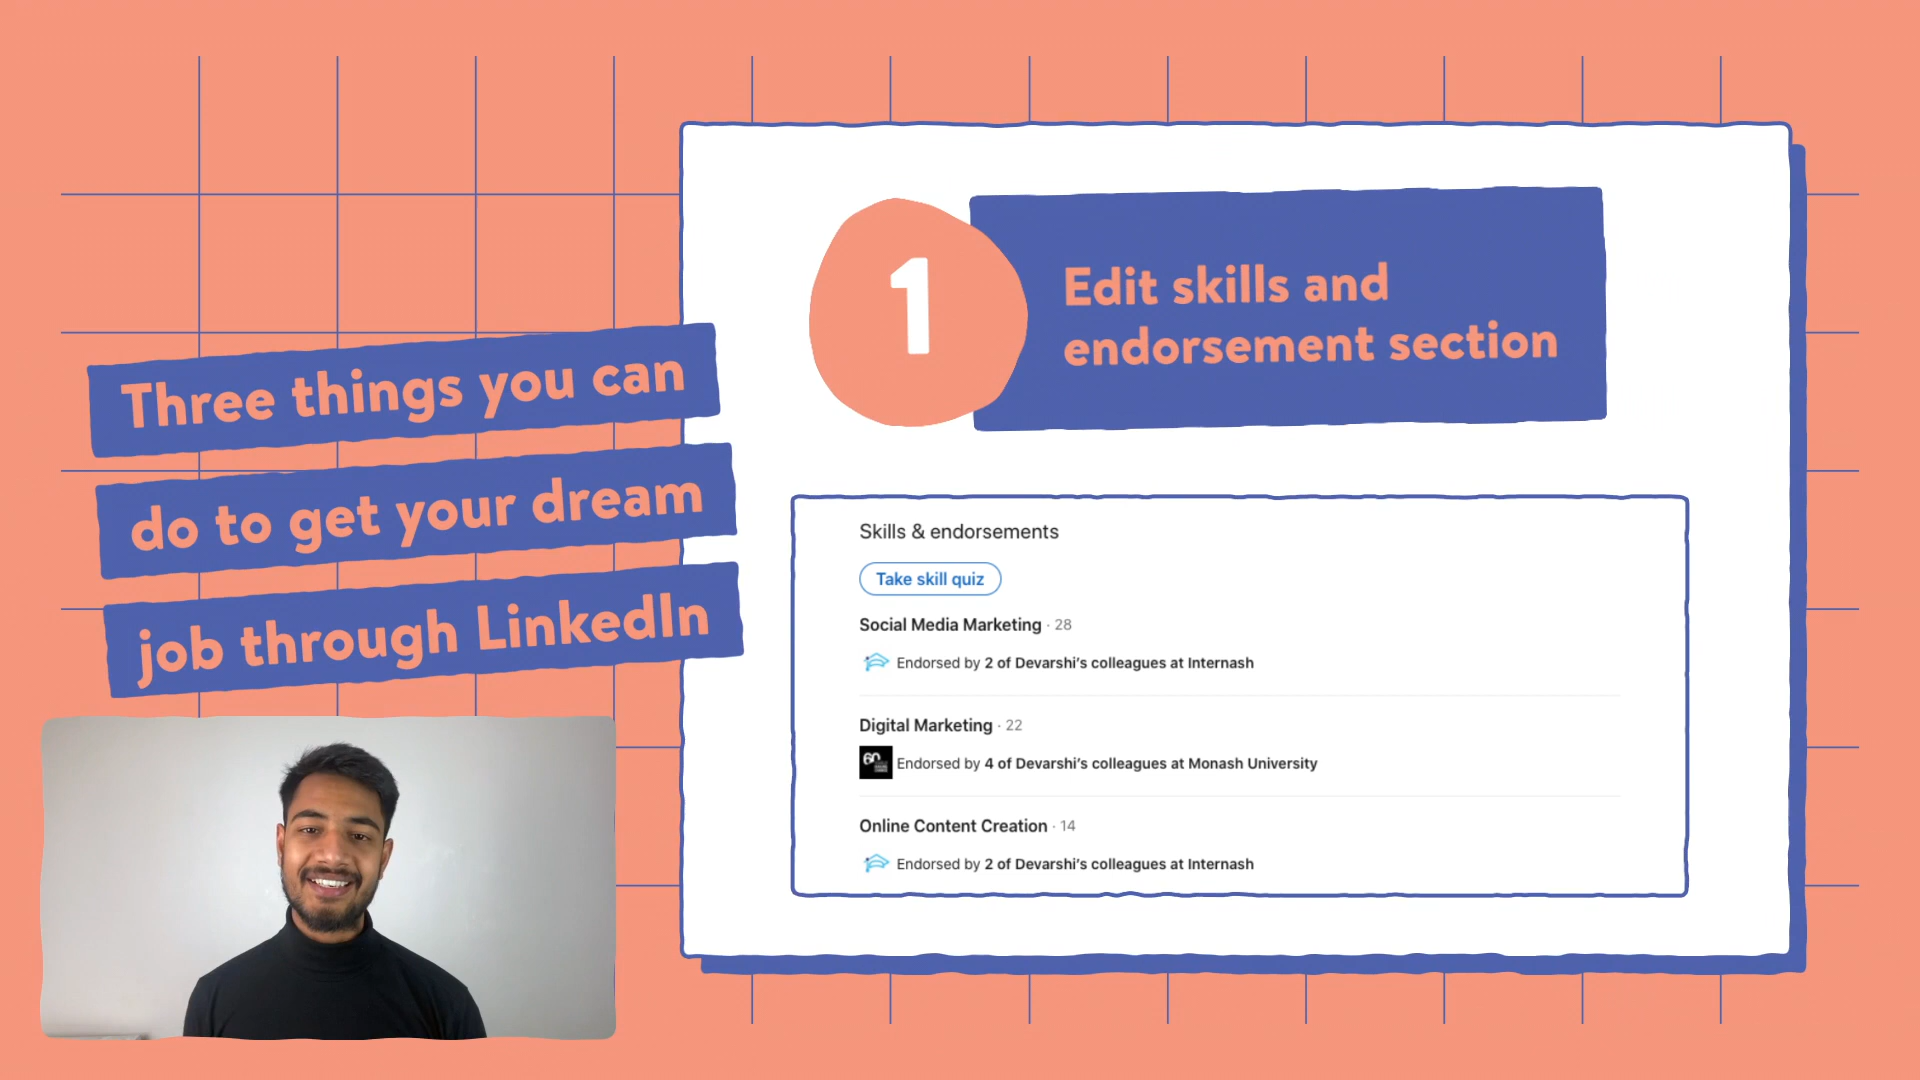 Three things you can
do to get your dream
job through LinkedIn
1
Edit skills and
endorsement section
Skills & endorsements
Take skill quiz
Social Media Marketing · 28
Endorsed by 2 of Devarshi's colleagues at Internash
Digital Marketing · 22
60
Endorsed by 4 of Devarshi's colleagues at Monash University
Online Content Creation · 14
Endorsed by 2 of Devarshi's colleagues at Internash